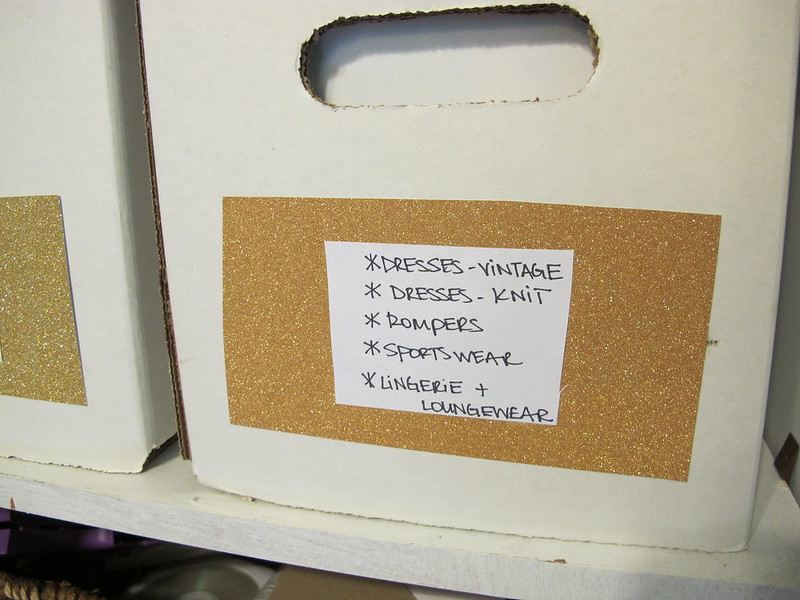 *DRESSES-ViNTAGE
* DRESSES- KNiT
* ROMPERS
* SPORTSWEAR
* LiNGERiE +
LOUNGEWEAR